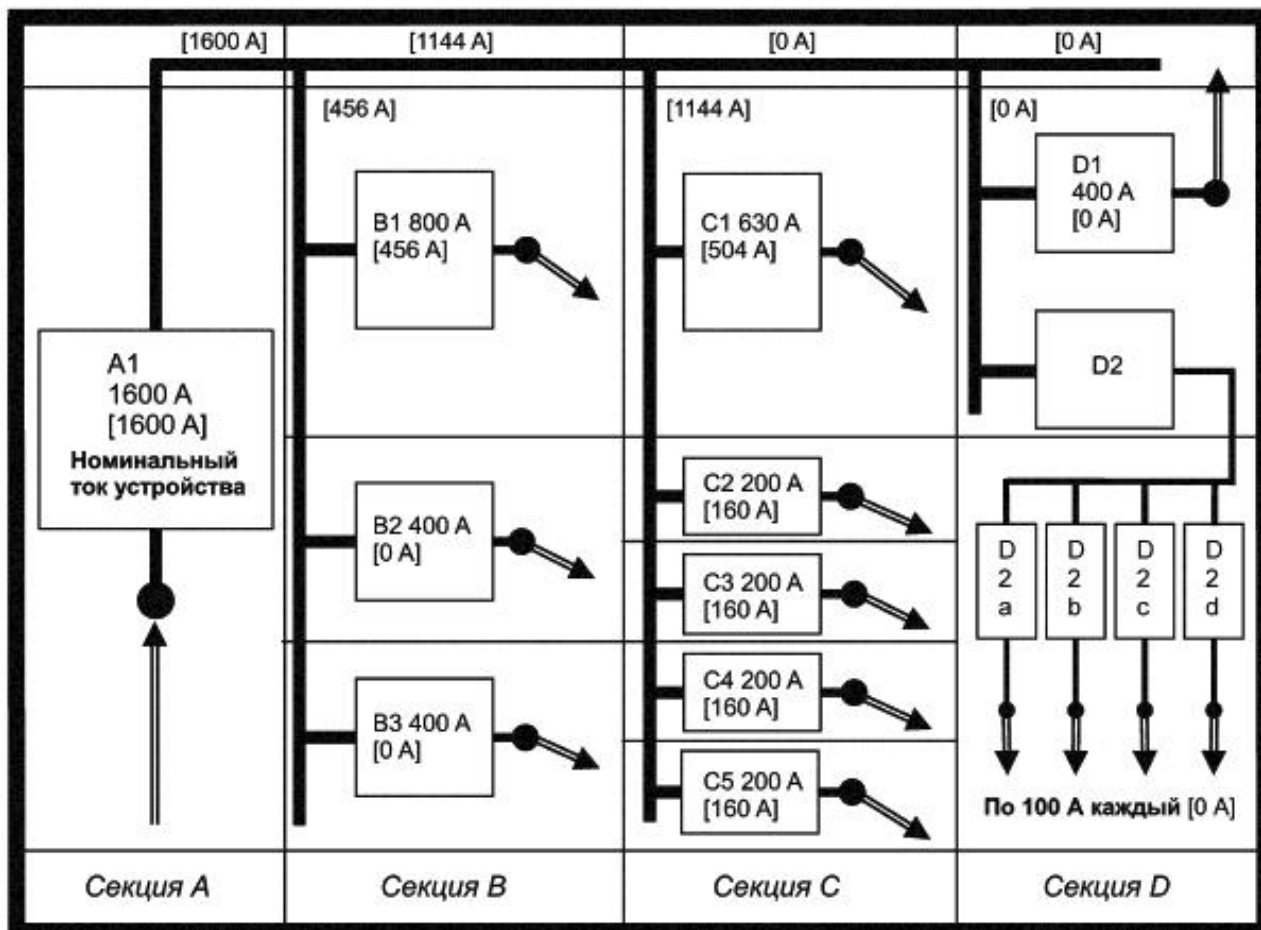 [1600 A]
[1144 A]
[0 A]
[0 A]
[456 A]
[1144 A]
[0 A]
A1
1600 A
[1600 A]
Номинальный
ток устройства
B1 800 A
[456 A]
B2 400 A
[0 A]
B3 400 A
[0 A]
C1 630 A
[504 A]
C2 200 A
[160 A]
C3 200 A
[160 A]
C4 200 A
[160 A]
C5 200 A
[160 A]
D1
400 A
[0 A]
D2
D
2
a
D
2
b
D
2
c
D
2
d
По 100 А каждый [0 A]
Секция A
Секция B
Секция C
Секция D